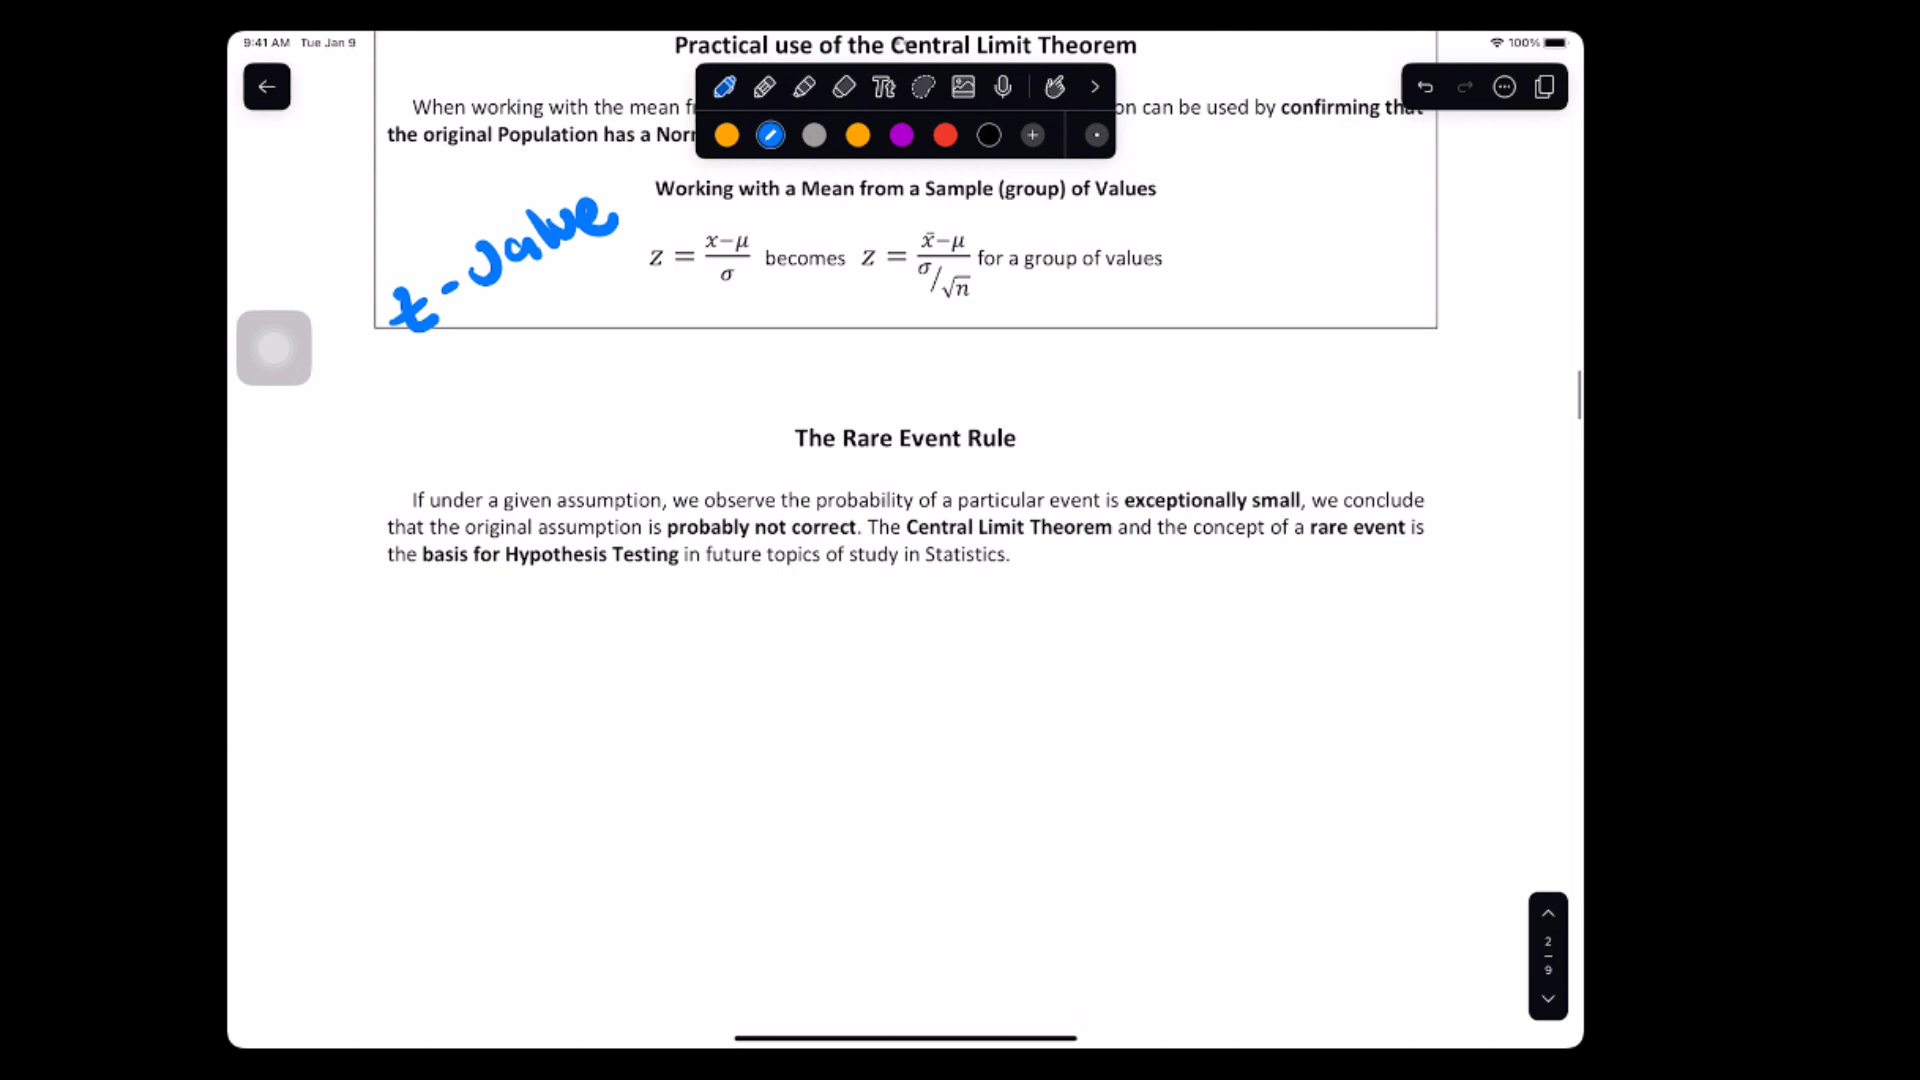 9:41 AM Tue Jan 9
100%
Practical use of the Central Limit Theorem
When working with the mean on can be used by confirming that
the original Population has a
Working with a Mean from a Sample (group) of Values
z = x−μ / σ becomes z = x̄−μ / σ/√n for a group of values
z - value
The Rare Event Rule
If under a given assumption, we observe the probability of a particular event is exceptionally small, we conclude
that the original assumption is probably not correct. The Central Limit Theorem and the concept of a rare event is
the basis for Hypothesis Testing in future topics of study in Statistics.
2
9